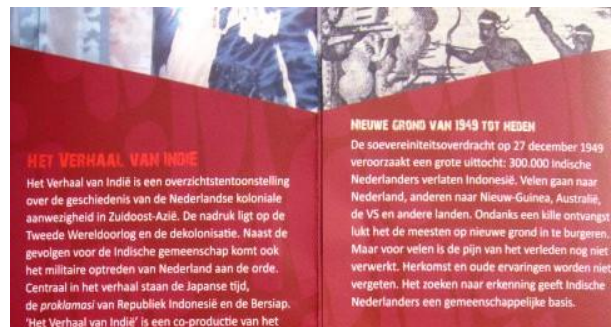 HET VERHAAL VAN INDIË
Het Verhaal van Indië is een overzichtstentoonstelling
over de geschiedenis van de Nederlandse koloniale
aanwezigheid in Zuidoost-Azië. De nadruk ligt op de
Tweede Wereldoorlog en de dekolonisatie. Naast de
gevolgen voor de Indische gemeenschap komt ook
het militaire optreden van Nederland aan de orde.
Centraal in het verhaal staan de Japanse tijd,
de proklamasi van Republiek Indonesië en de Bersiap.
'Het Verhaal van Indië' is een co-productie van het
NIEUWE GROND VAN 1949 TOT HEDEN
De soevereiniteitsoverdracht op 27 december 1949
veroorzaakt een grote uittocht: 300.000 Indische
Nederlanders verlaten Indonesië. Velen gaan naar
Nederland, anderen naar Nieuw-Guinea, Australië,
de VS en andere landen. Ondanks een kille ontvangst
lukt het de meesten op nieuwe grond in te burgeren.
Maar voor velen is de pijn van het verleden nog niet
verwerkt. Herkomst en oude ervaringen worden niet
vergeten. Het zoeken naar erkenning geeft Indische
Nederlanders een gemeenschappelijke basis.